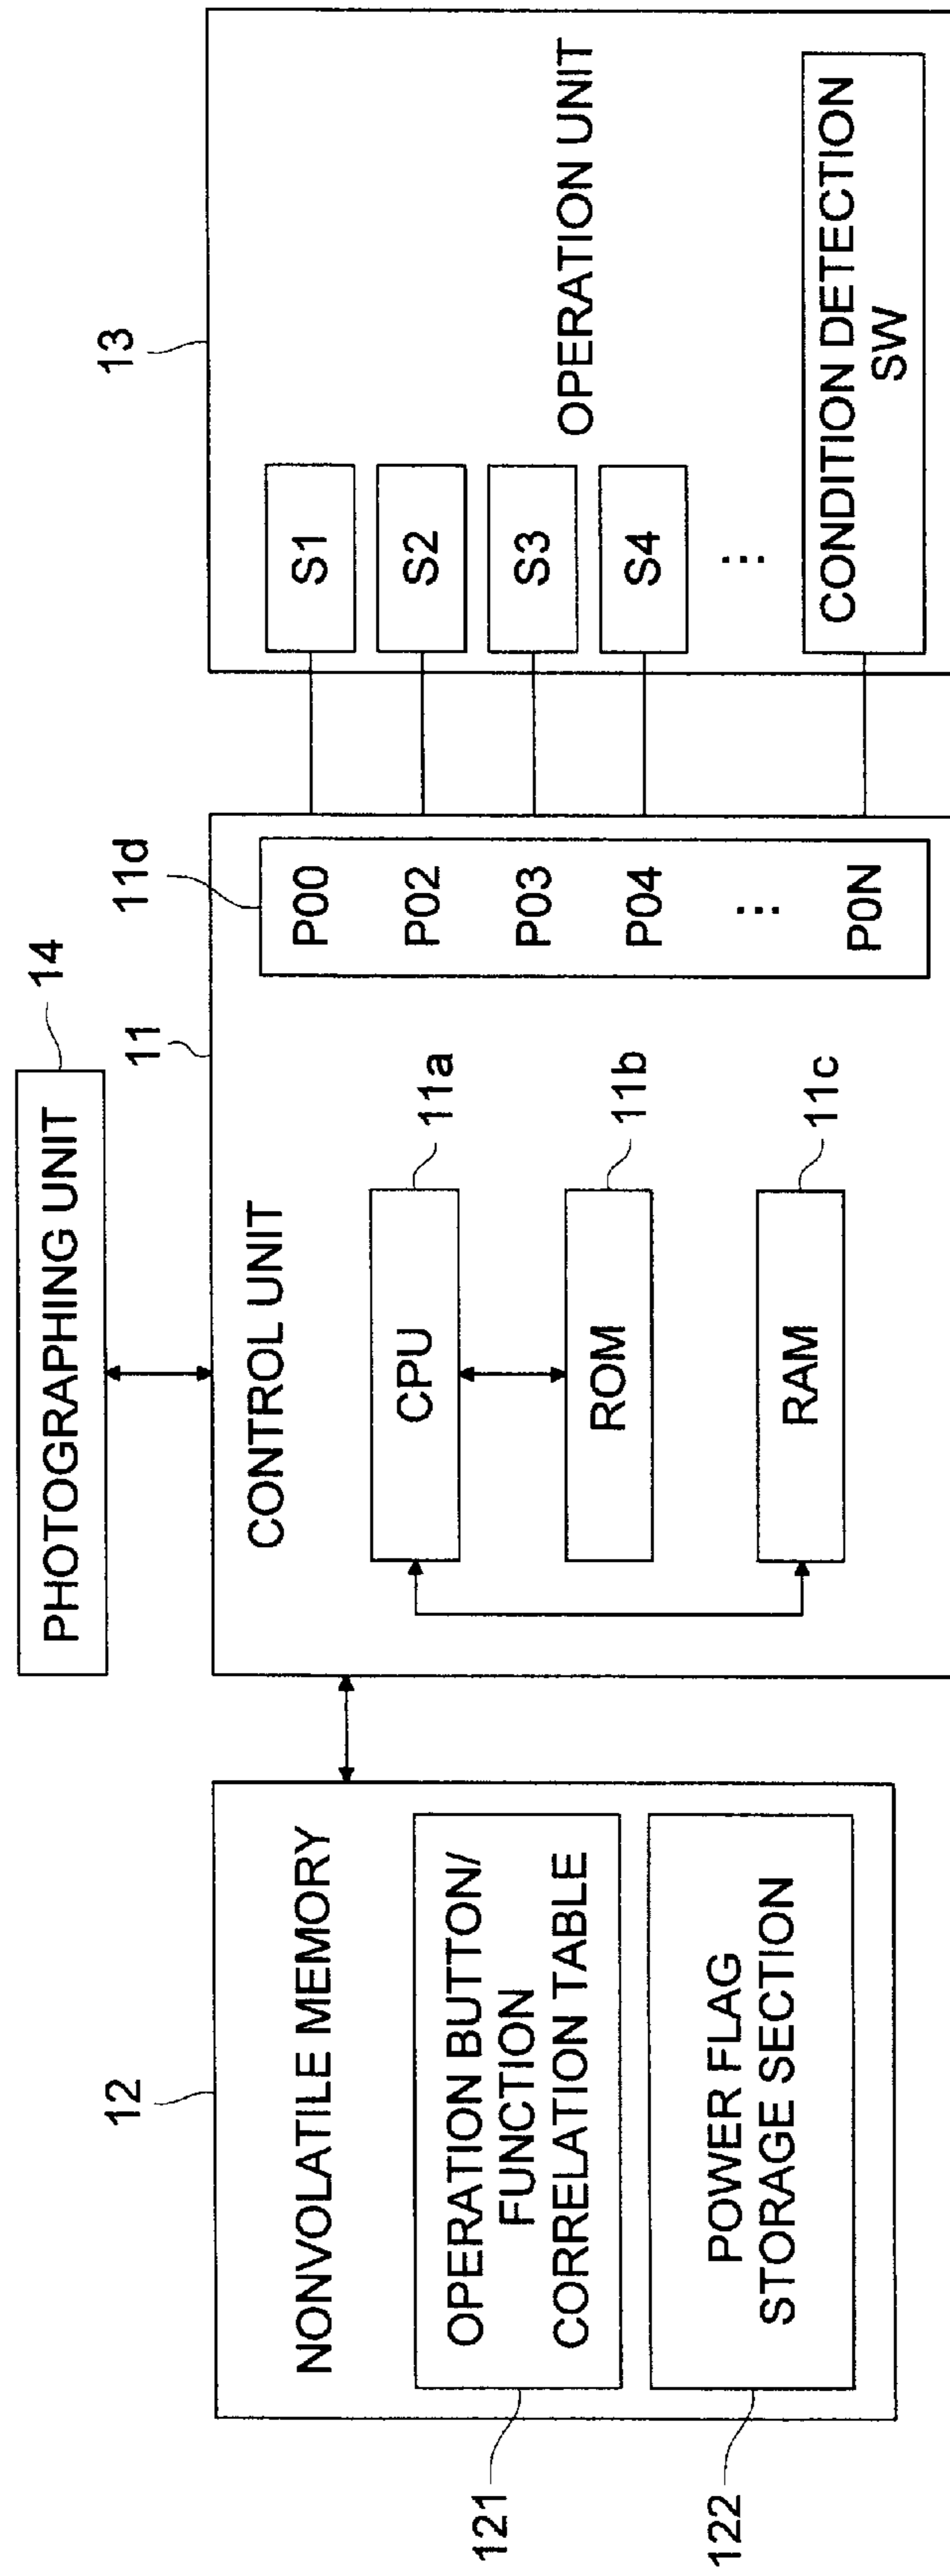 PHOTOGRAPHING UNIT
14
12
NONVOLATILE MEMORY
OPERATION BUTTON/
FUNCTION
CORRELATION TABLE
121
POWER FLAG
STORAGE SECTION
122
11
CONTROL UNIT
CPU
11a
ROM
11b
RAM
11c
11d
P00
P02
P03
P04
⋮
P0N
13
S1
S2
S3
S4
⋮
OPERATION UNIT
CONDITION DETECTION
SW